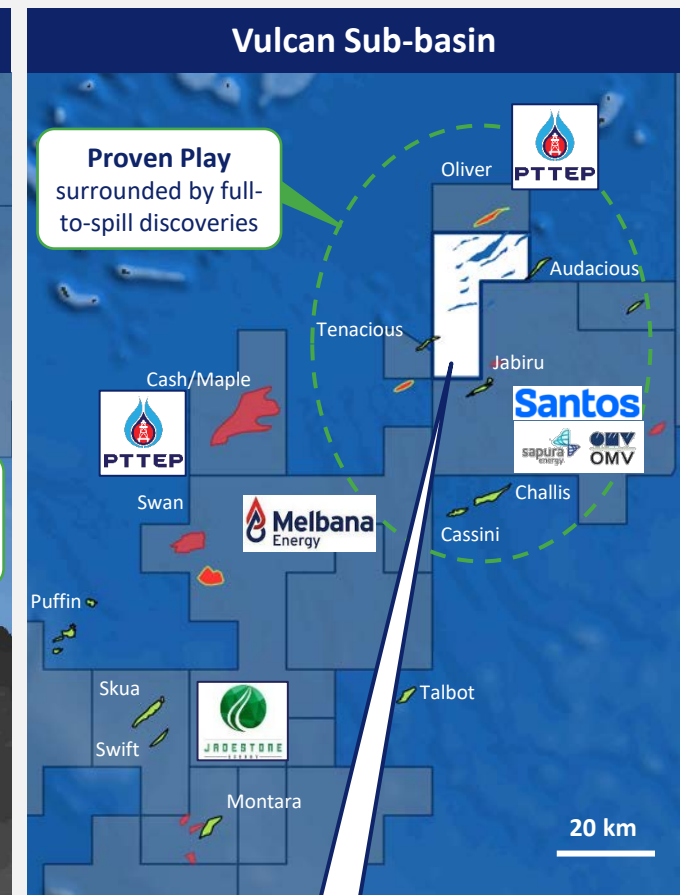 Vulcan Sub-basin
Proven Play
surrounded by full-
to-spill discoveries
PTTEP
Oliver
Audacious
Tenacious
Jabiru
Cash/Maple
PTTEP
Santos
sapura
energy
OMV
OMV
Swan
Melbana
Energy
Challis
Cassini
Puffin
Skua
JADESTONE
ENERGY
Talbot
Swift
Montara
20 km